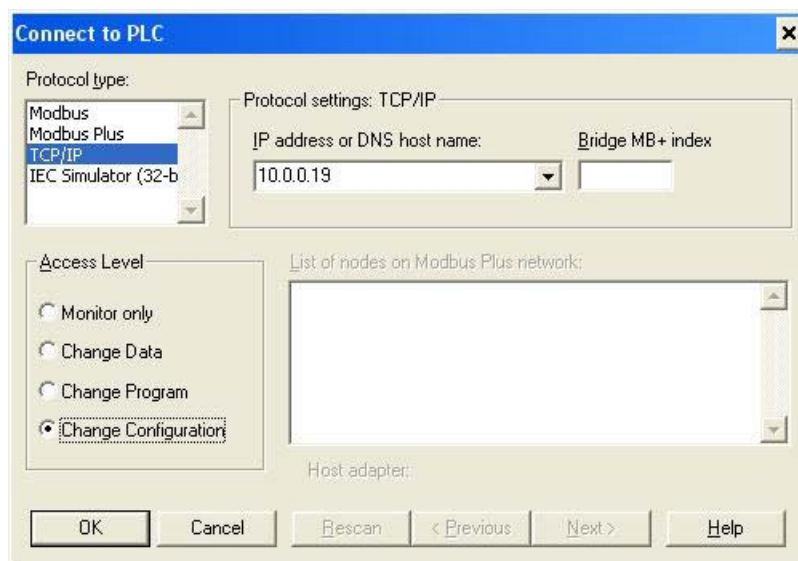 Connect to PLC
Protocol type:
Modbus
Modbus Plus
TCP/IP
IEC Simulator (32-b
Protocol settings: TCP/IP
IP address or DNS host name:
Bridge MB+ index
10.0.0.19
Access Level
Monitor only
Change Data
Change Program
Change Configuration
List of nodes on Modbus Plus network:
Host adapter:
OK
Cancel
Rescan
< Previous
Next >
Help